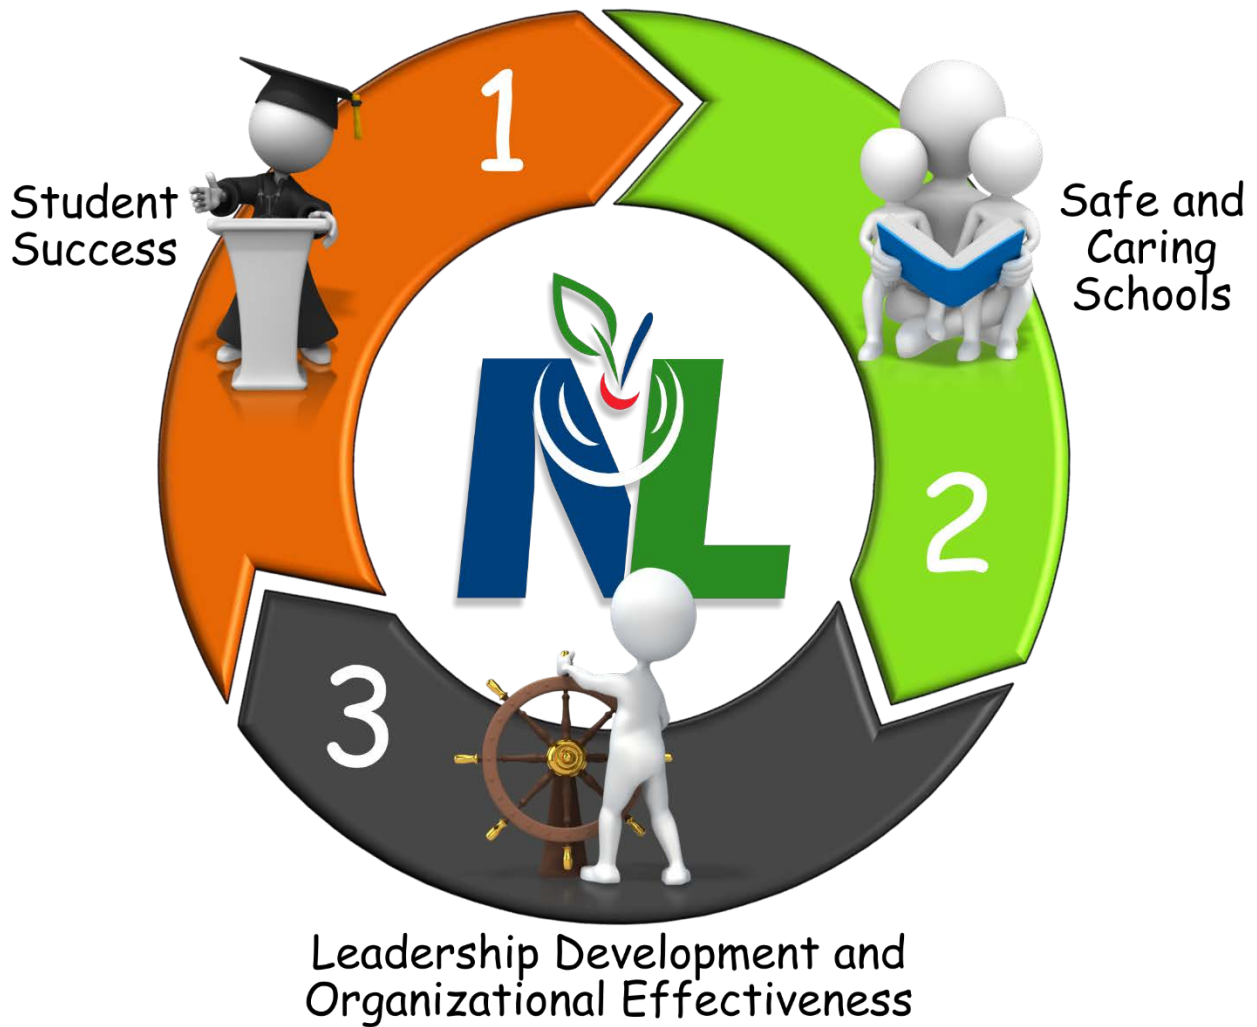 1
Student
Success
Safe and
Caring
Schools
2
NL
3
Leadership Development and
Organizational Effectiveness